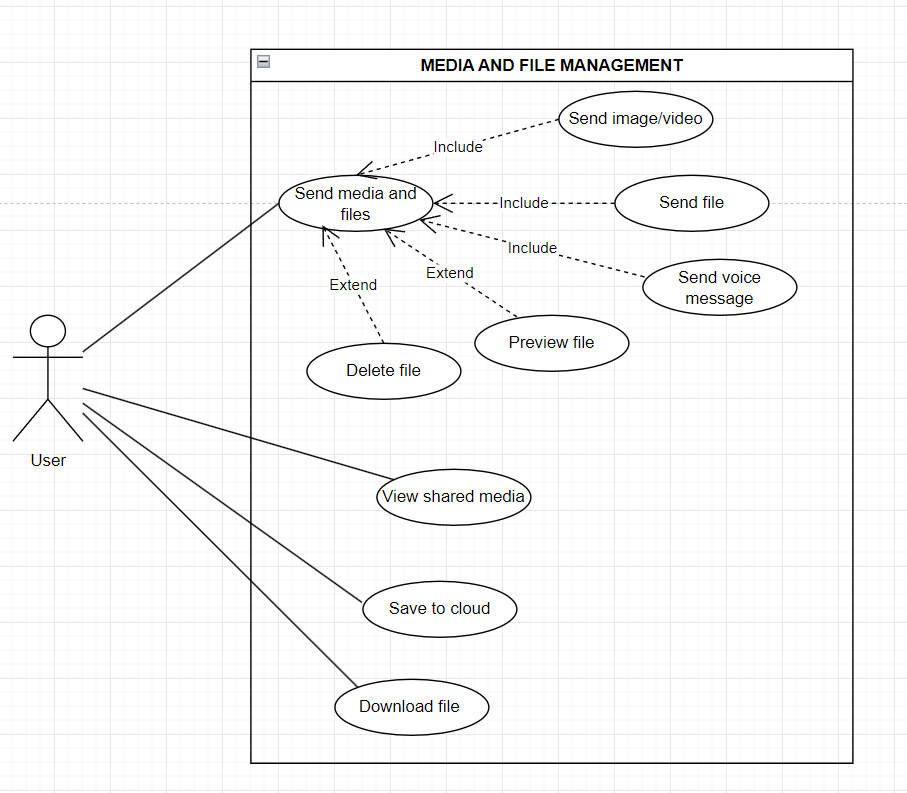 MEDIA AND FILE MANAGEMENT
Send image/video
Include
Send media and
files
Include
Send file
Include
Send voice
message
Extend
Extend
Preview file
Delete file
User
View shared media
Save to cloud
Download file